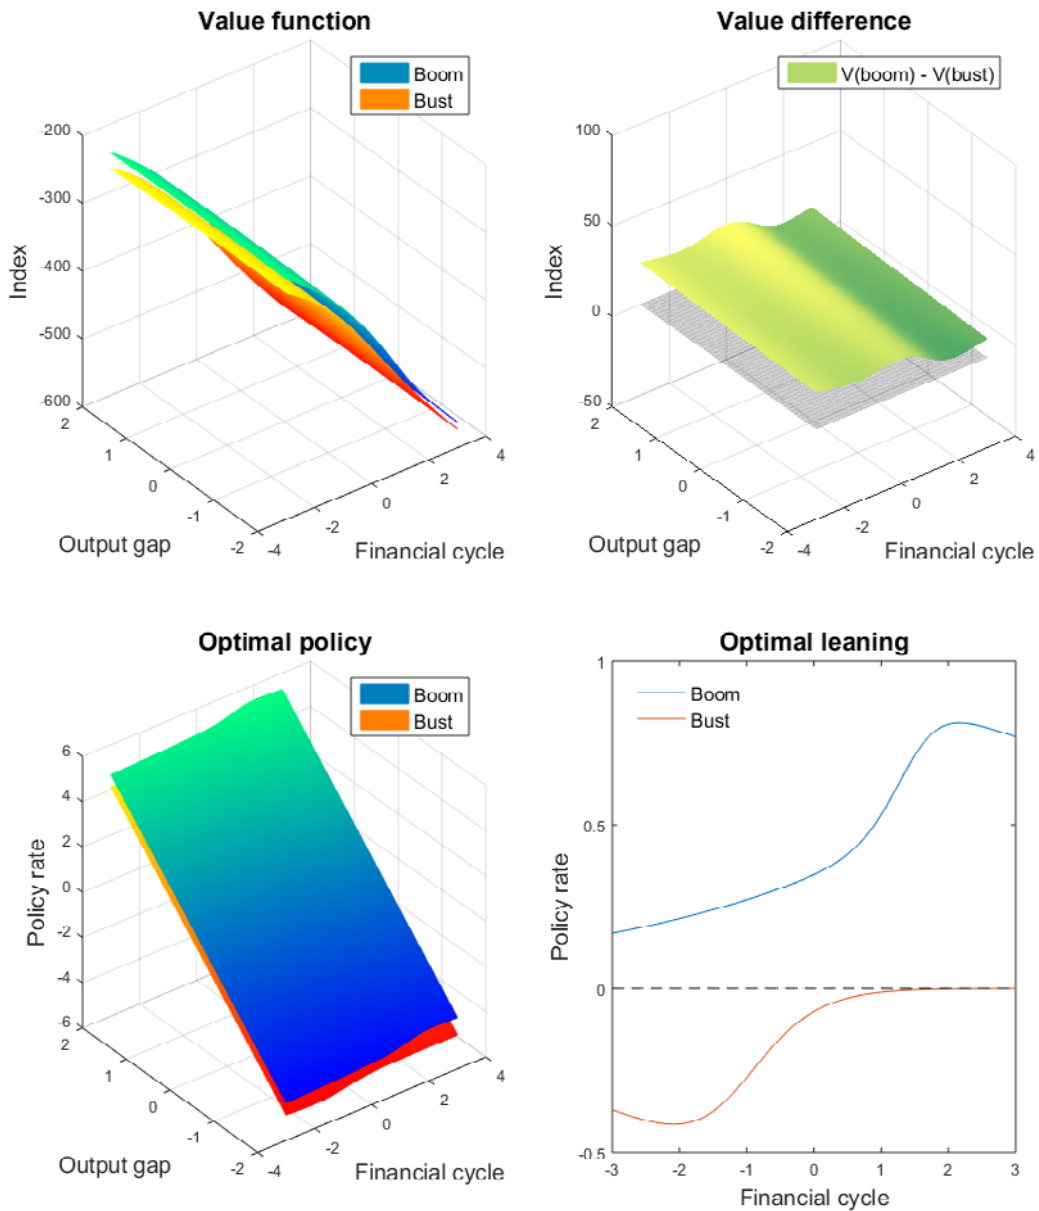 Value function
Boom
Bust
-200
-300
-400
-500
-600
Index
2
1
0
-1
-2
Output gap
-4
-2
0
2
4
Financial cycle
Value difference
V(boom) - V(bust)
100
50
0
-50
Index
2
1
0
-1
-2
Output gap
-4
-2
0
2
4
Financial cycle
Optimal policy
Boom
Bust
6
4
2
0
-2
-4
-6
Policy rate
2
1
0
-1
-2
Output gap
-4
-2
0
2
4
Financial cycle
Optimal leaning
Boom
Bust
1
0.5
0
-0.5
Policy rate
-3
-2
-1
0
1
2
3
Financial cycle